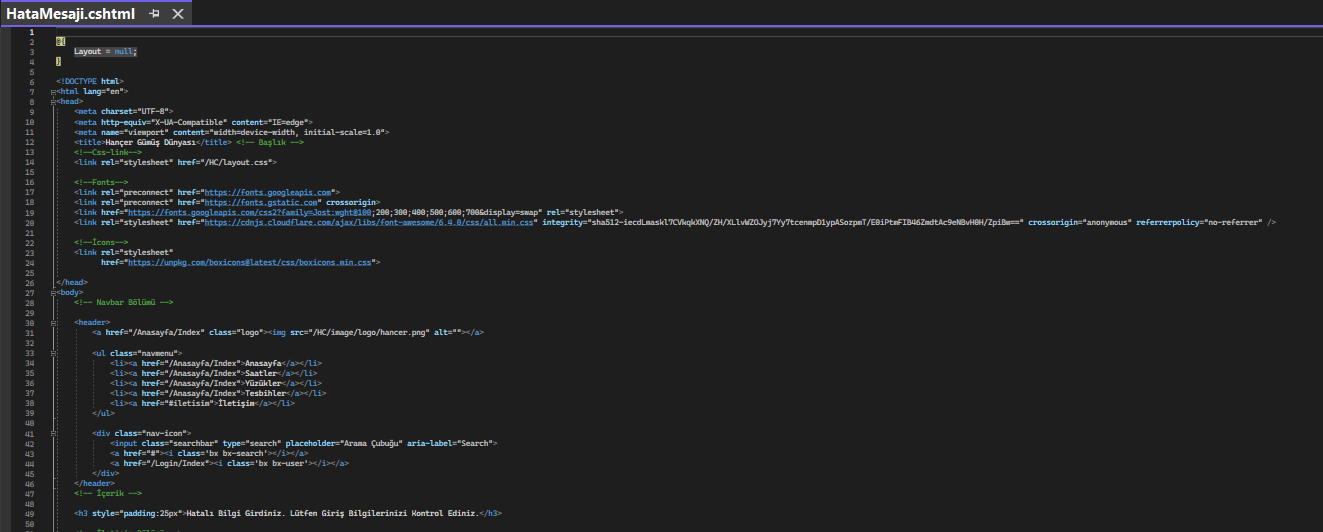 HataMesaji.cshtml
1
2 @{
3 Layout = null;
4 }
5
6 <!DOCTYPE html>
7 <html lang="en">
8 <head>
9 <meta charset="UTF-8">
10 <meta http-equiv="X-UA-Compatible" content="IE=edge">
11 <meta name="viewport" content="width=device-width, initial-scale=1.0">
12 <title>Hançer Gümüş Dünyası</title> <!-- Başlık -->
13 <!--Css-link-->
14 <link rel="stylesheet" href="/HC/layout.css">
15
16 <!--Fonts-->
17 <link rel="preconnect" href="https://fonts.googleapis.com">
18 <link rel="preconnect" href="https://fonts.gstatic.com" crossorigin>
19 <link href="https://fonts.googleapis.com/css2?family=Jost:wght@100;200;300;400;500;600;700&display=swap" rel="stylesheet">
20 <link rel="stylesheet" href="https://cdnjs.cloudflare.com/ajax/libs/font-awesome/6.4.0/css/all.min.css" crossorigin="anonymous" referrerpolicy="no-referrer" />
21
22 <!--İcons-->
23 <link rel="stylesheet"
24 href="https://unpkg.com/boxicons@latest/css/boxicons.min.css">
25
26 </head>
27 <body>
28 <!-- Navbar Bölümü -->
29
30 <header>
31 <a href="/Anasayfa/Index" class="logo"><img src="/HC/image/logo/hancer.png" alt=""></a>
32
33 <ul class="navmenu">
34 <li><a href="/Anasayfa/Index">Anasayfa</a></li>
35 <li><a href="/Anasayfa/Index">Saatler</a></li>
36 <li><a href="/Anasayfa/Index">Yüzükler</a></li>
37 <li><a href="/Anasayfa/Index">Tesbihler</a></li>
38 <li><a href="#iletisim">İletişim</a></li>
39 </ul>
40
41 <div class="nav-icon">
42 <input class="searchbar" type="search" placeholder="Arama Çubuğu" aria-label="Search">
43 <a href="#"><i class='bx bx-search'></i></a>
44 <a href="/Login/Index"><i class='bx bx-user'></i></a>
45 </div>
46 </header>
47 <!-- İçerik -->
48
49 <h3 style="padding:25px">Hatalı Bilgi Girdiniz. Lütfen Giriş Bilgilerinizi Kontrol Ediniz.</h3>
50